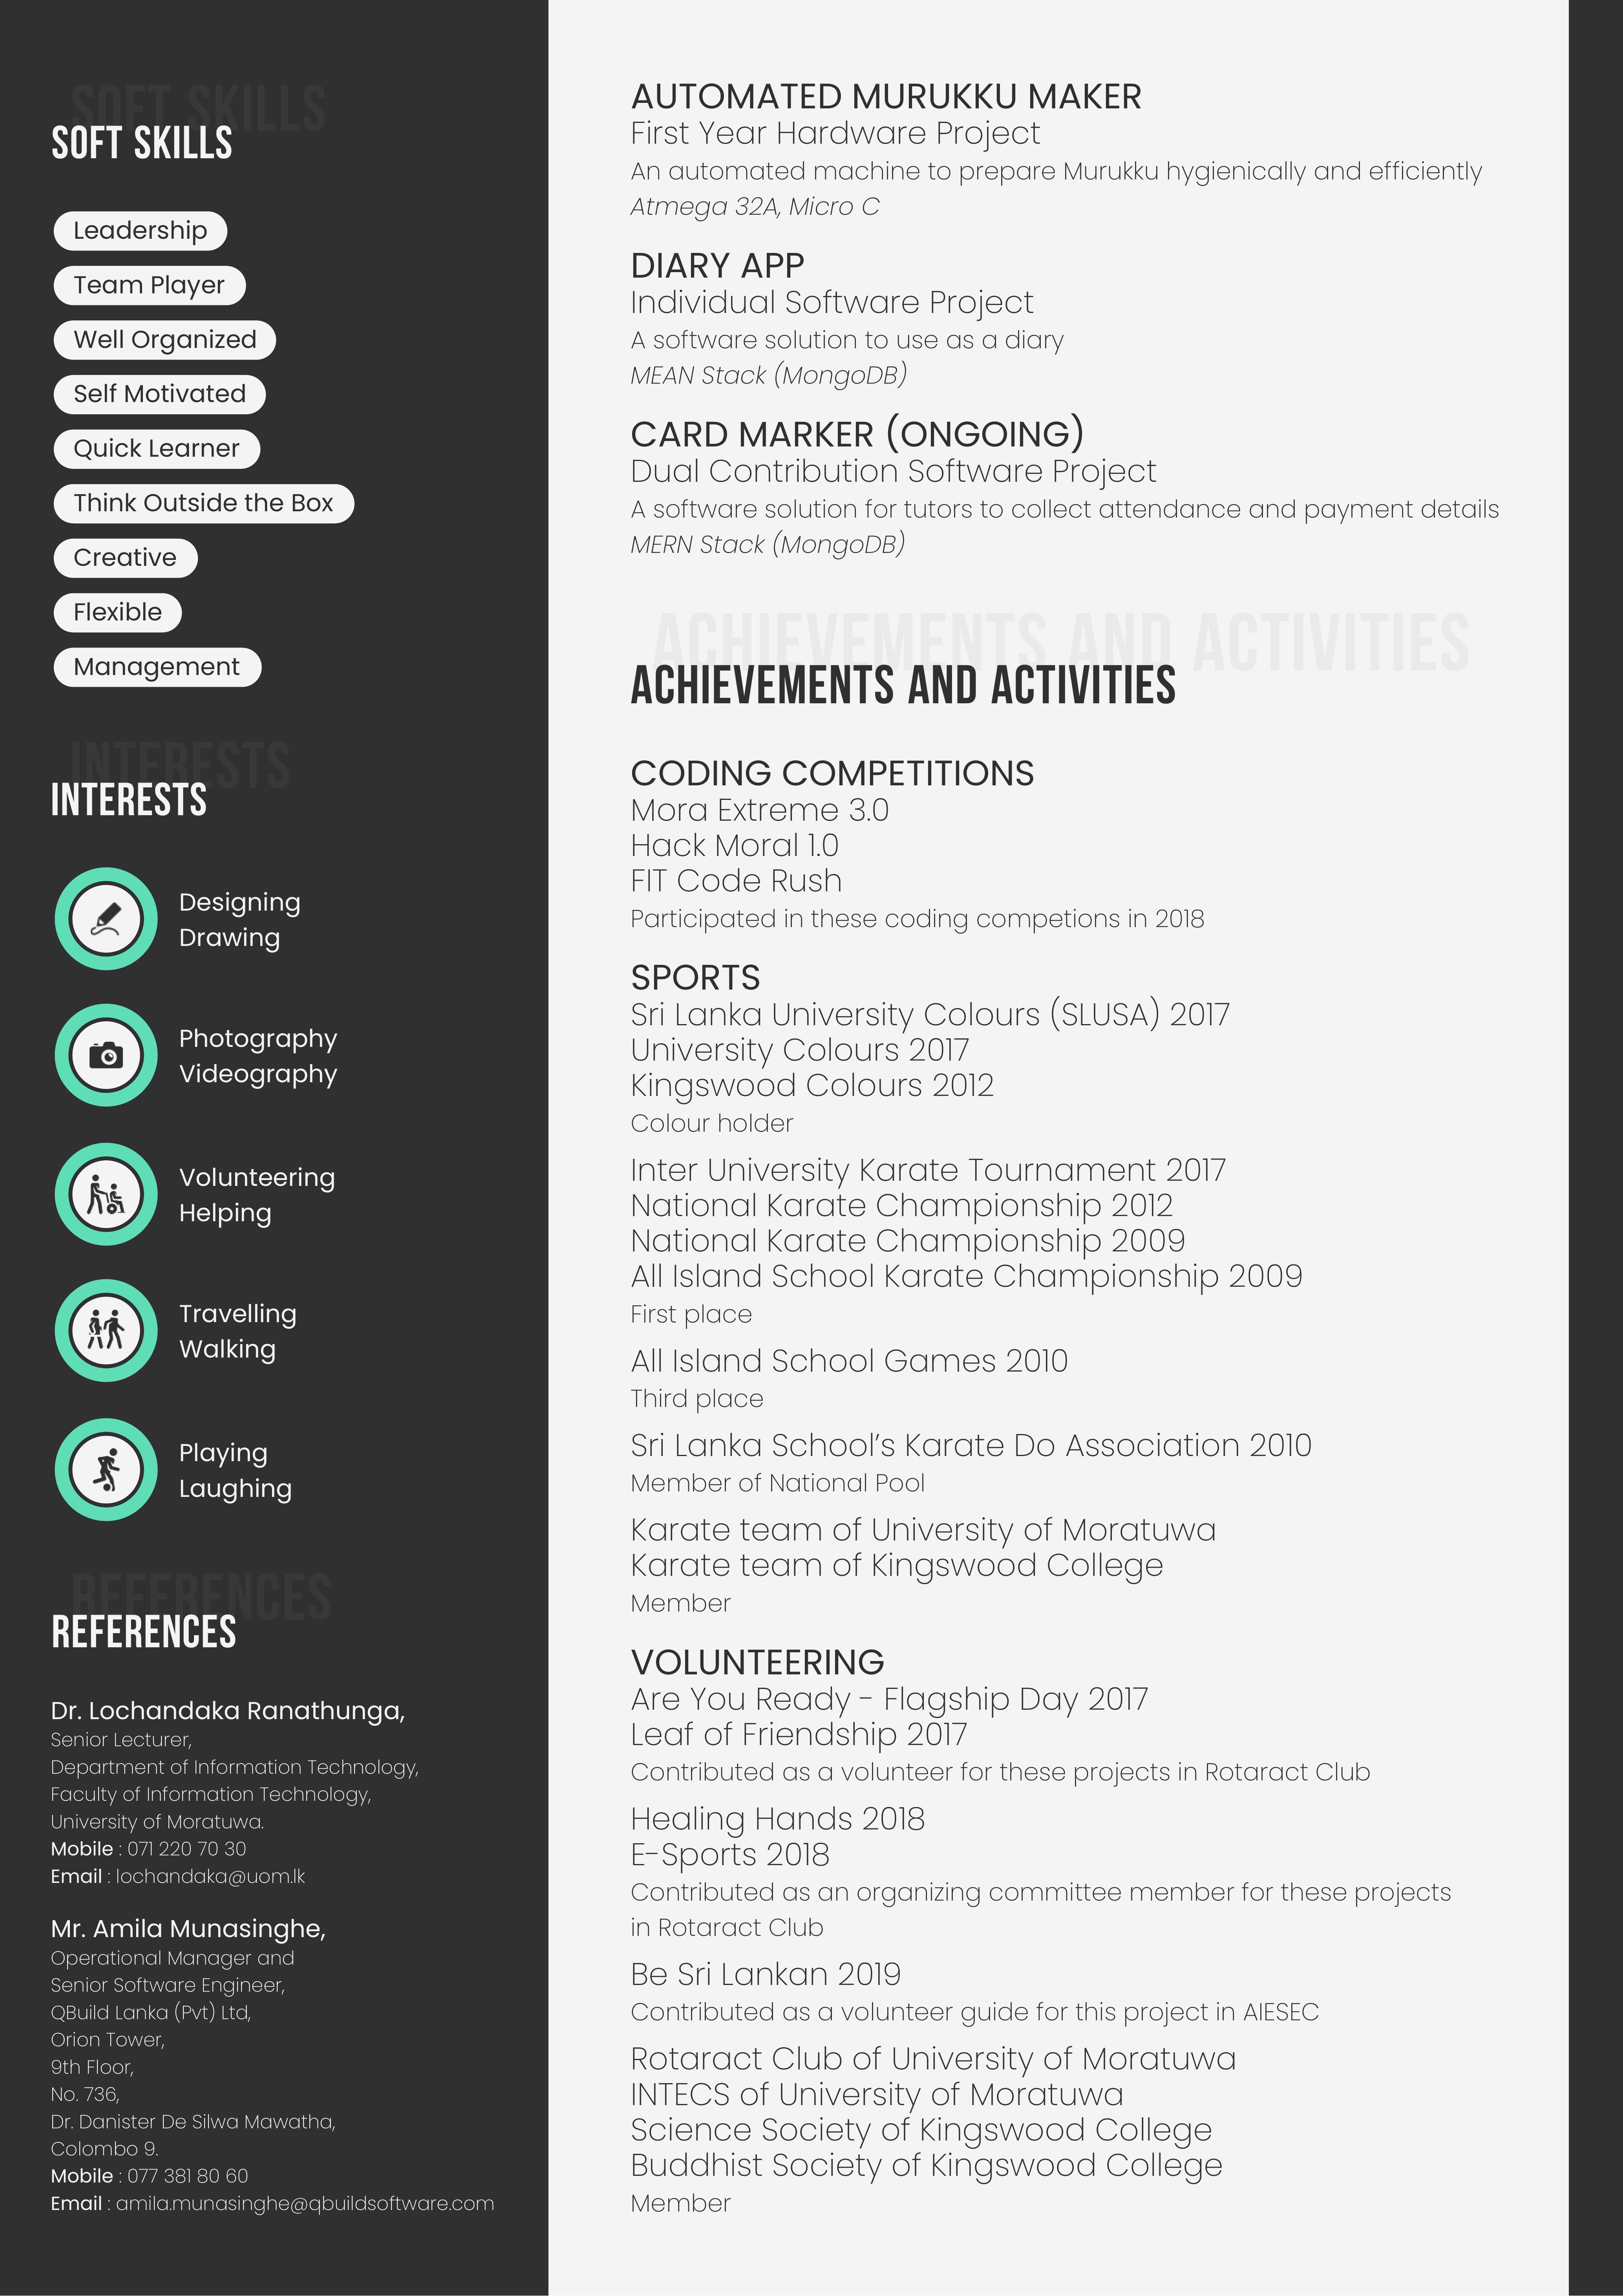 SOFT SKILLS
SOFT SKILLS
Leadership
Team Player
Well Organized
Self Motivated
Quick Learner
Think Outside the Box
Creative
Flexible
Management
INTERESTS
INTERESTS
Designing
Drawing
Photography
Videography
Volunteering
Helping
Travelling
Walking
Playing
Laughing
REFERENCES
REFERENCES
Dr. Lochandaka Ranathunga,
Senior Lecturer,
Department of Information Technology,
Faculty of Information Technology,
University of Moratuwa.
Mobile : 071 220 70 30
Email : lochandaka@uom.lk
Mr. Amila Munasinghe,
Operational Manager and
Senior Software Engineer,
QBuild Lanka (Pvt) Ltd,
Orion Tower,
9th Floor,
No. 736,
Dr. Danister De Silwa Mawatha,
Colombo 9.
Mobile : 077 381 80 60
Email : amila.munasinghe@qbuildsoftware.com
AUTOMATED MURUKKU MAKER
First Year Hardware Project
An automated machine to prepare Murukku hygienically and efficiently
Atmega 32A, Micro C
DIARY APP
Individual Software Project
A software solution to use as a diary
MEAN Stack (MongoDB)
CARD MARKER (ONGOING)
Dual Contribution Software Project
A software solution for tutors to collect attendance and payment details
MERN Stack (MongoDB)
ACHIEVEMENTS AND ACTIVITIES
ACHIEVEMENTS AND ACTIVITIES
CODING COMPETITIONS
Mora Extreme 3.0
Hack Moral 1.0
FIT Code Rush
Participated in these coding competions in 2018
SPORTS
Sri Lanka University Colours (SLUSA) 2017
University Colours 2017
Kingswood Colours 2012
Colour holder
Inter University Karate Tournament 2017
National Karate Championship 2012
National Karate Championship 2009
All Island School Karate Championship 2009
First place
All Island School Games 2010
Third place
Sri Lanka School's Karate Do Association 2010
Member of National Pool
Karate team of University of Moratuwa
Karate team of Kingswood College
Member
VOLUNTEERING
Are You Ready - Flagship Day 2017
Leaf of Friendship 2017
Contributed as a volunteer for these projects in Rotaract Club
Healing Hands 2018
E-Sports 2018
Contributed as an organizing committee member for these projects
in Rotaract Club
Be Sri Lankan 2019
Contributed as a volunteer guide for this project in AIESEC
Rotaract Club of University of Moratuwa
INTECS of University of Moratuwa
Science Society of Kingswood College
Buddhist Society of Kingswood College
Member